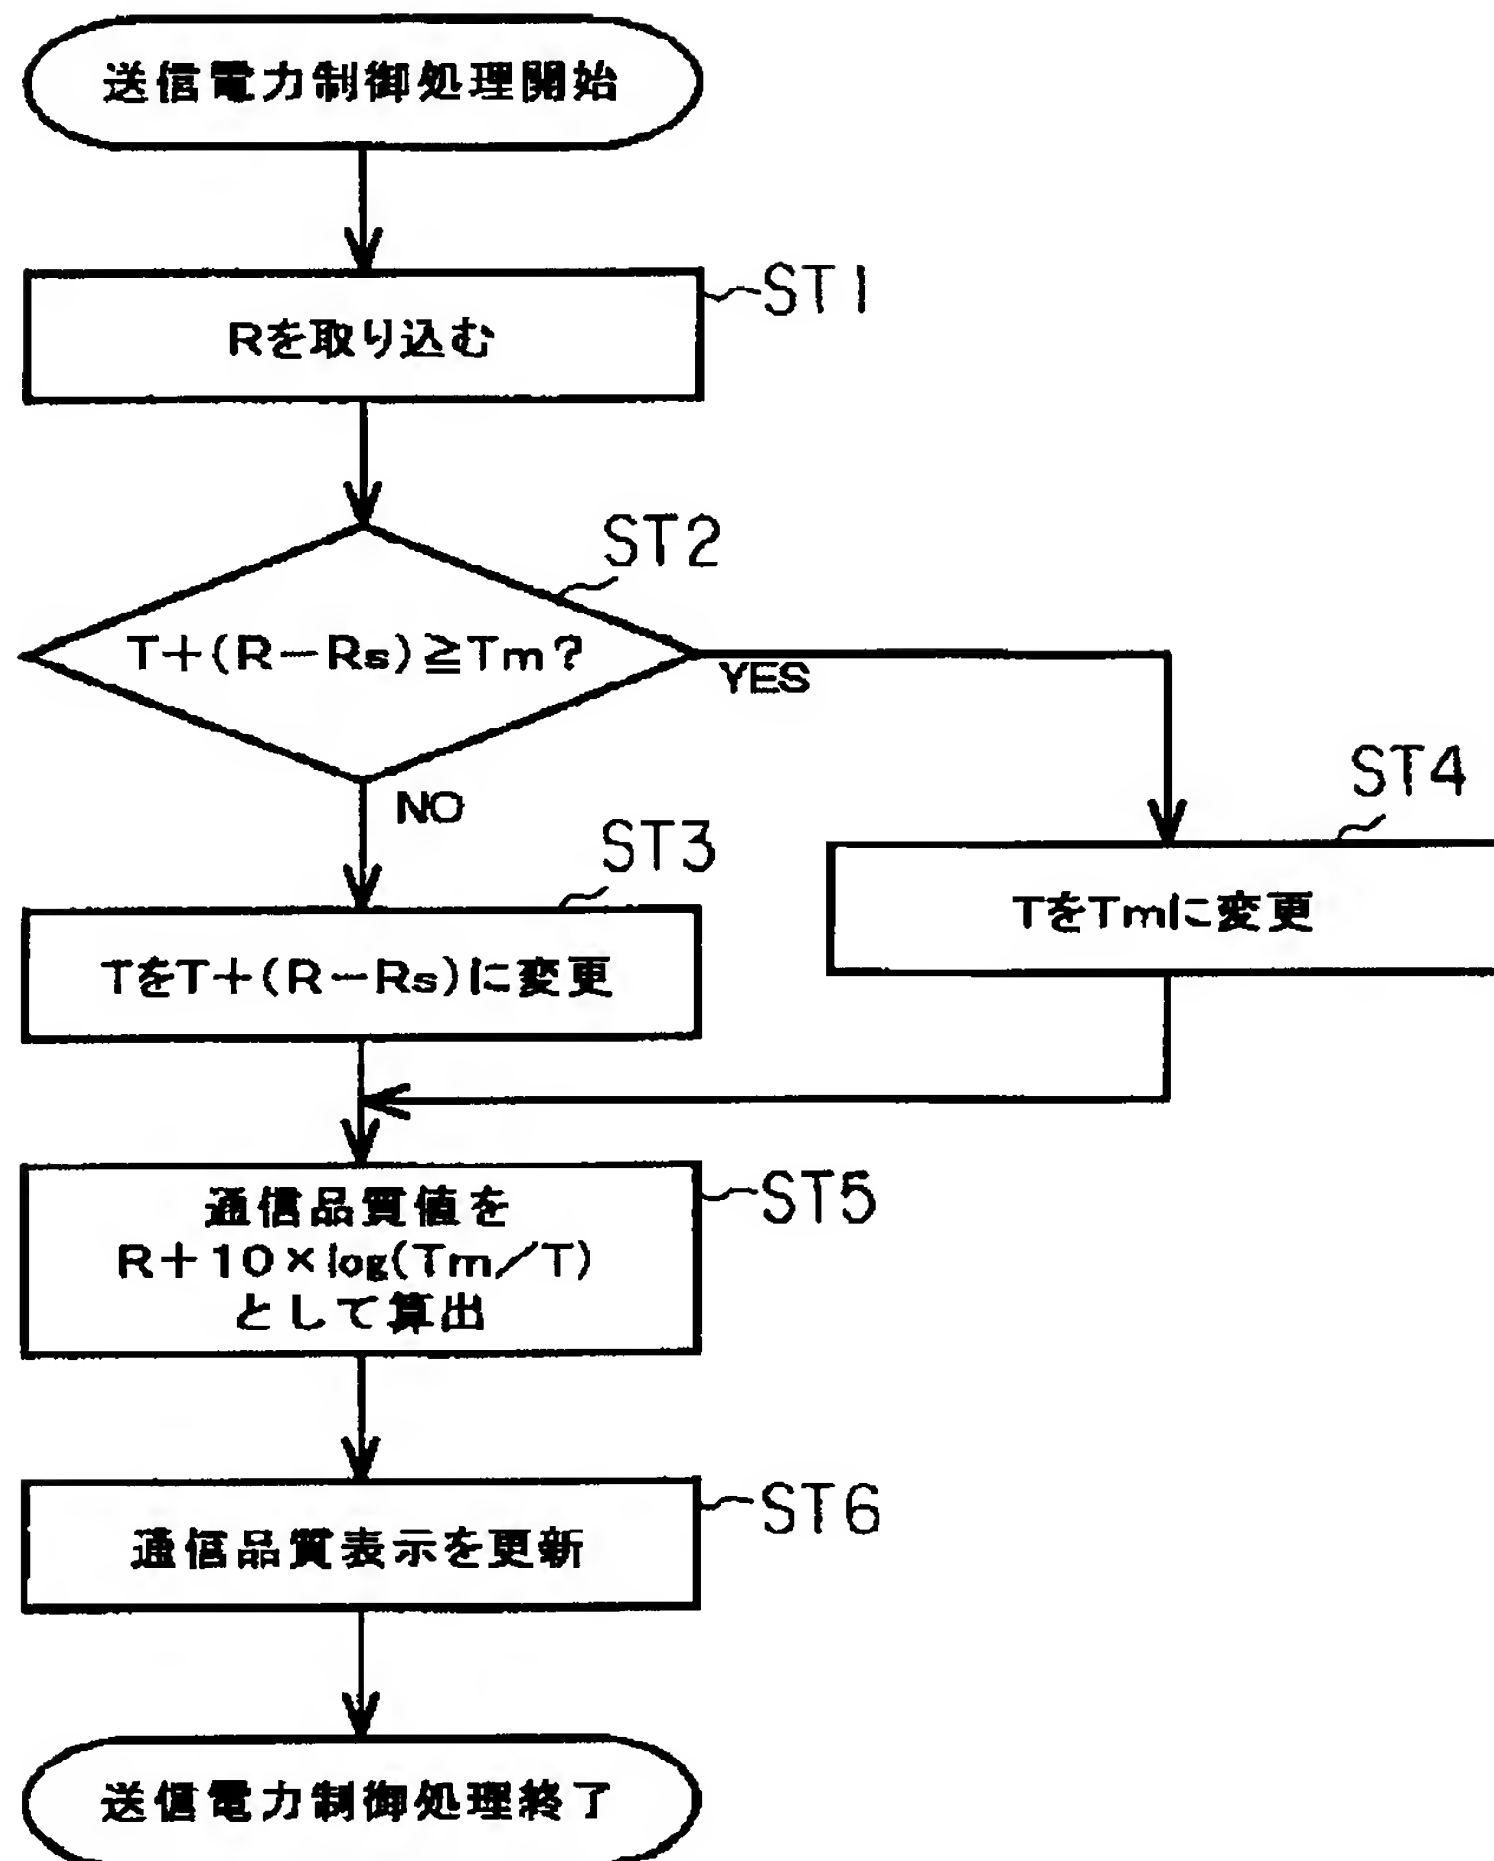 送信電力制御処理開始
ST1
Rを取り込む
ST2
T+(R-Rs)≧Tm?
YES
NO
ST3
ST4
TをTmに変更
TをT+(R-Rs)に変更
ST5
通信品質値を
R+10×log(Tm/T)
として算出
ST6
通信品質表示を更新
送信電力制御処理終了